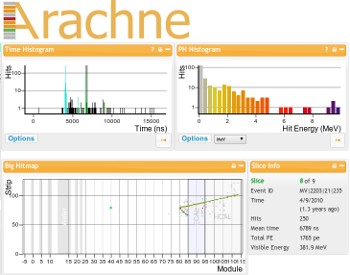 Arachne
Time Histogram
PH Histogram
Hits
1
0
5000
10000
15000
Time (ns)
Options
Hits
100
10
1
2
4
6
8
Hit Energy (MeV)
Options
MeV
Big Hitmap
Strip
100
50
0
-5 0 5 10 15 20 25 30 35 40 45 50 55 60 65 70 75 80 85 90 95 100 105 110 115
HCAL
Module
Slice Info
Slice 8 of 9
Event ID MV|2203|21|235
Time 4/9/2010
(1.3 years ago)
Hits 250
Mean time 6789 ns
Total PE 1765 pe
Visible Energy 381.9 MeV